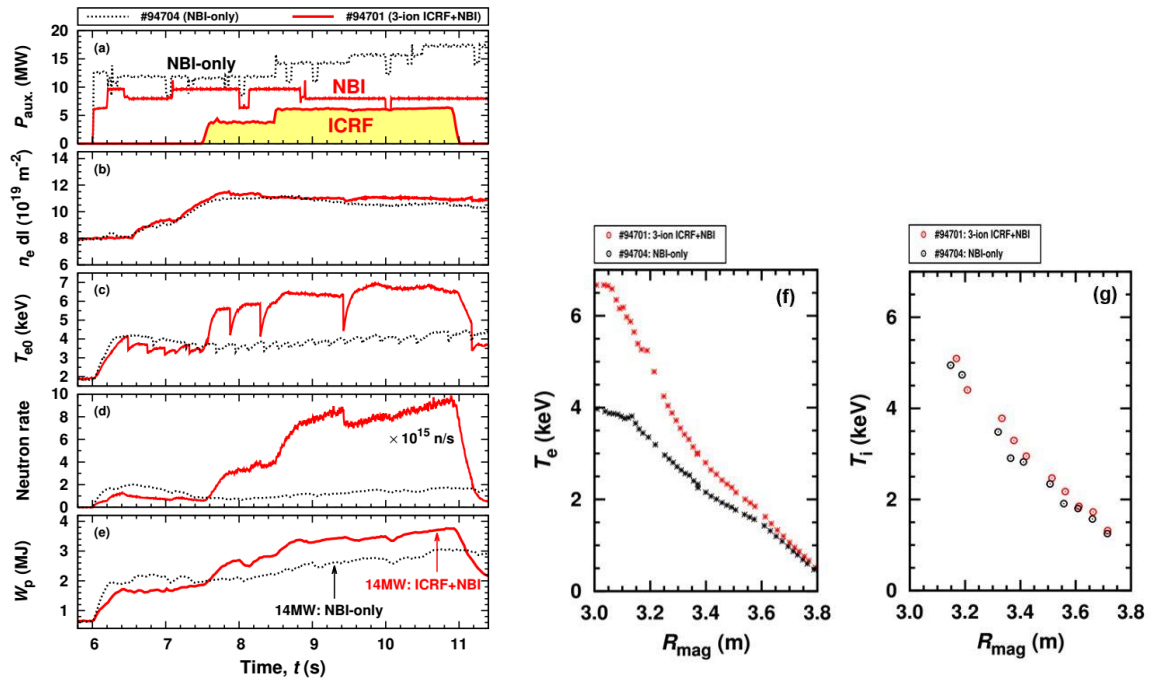 #94704 (NBI-only) #94701 (3-ion ICRF+NBI)
(a)
P_aux. (MW)
20
15
10
5
0
NBI-only
NBI
ICRF
(b)
n_e dl (10^19 m^-2)
14
12
10
8
6
(c)
T_e0 (keV)
7
6
5
4
3
2
(d)
Neutron rate
10
8
6
4
2
0
× 10^15 n/s
(e)
W_p (MJ)
4
3
2
1
14MW: ICRF+NBI
14MW: NBI-only
6 7 8 9 10 11
Time, t (s)
#94701: 3-ion ICRF+NBI
#94704: NBI-only
(f)
T_e (keV)
6
4
2
0
3.0 3.2 3.4 3.6 3.8
R_mag (m)
#94701: 3-ion ICRF+NBI
#94704: NBI-only
(g)
T_i (keV)
6
4
2
0
3.0 3.2 3.4 3.6 3.8
R_mag (m)